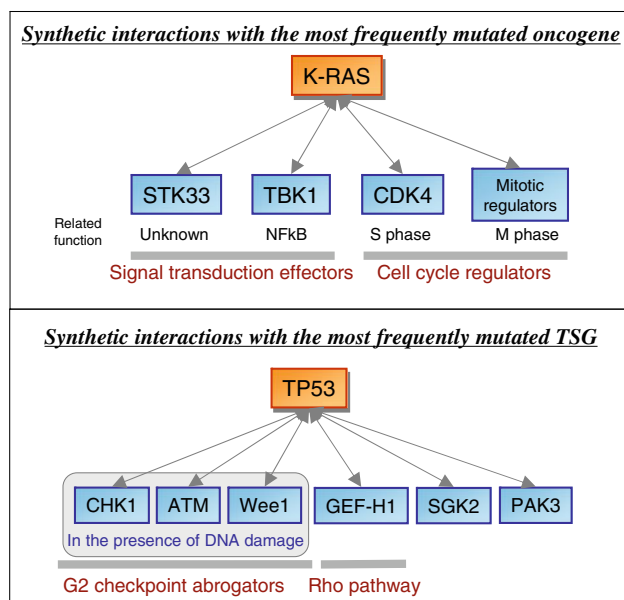 Synthetic interactions with the most frequently mutated oncogene
K-RAS
STK33 TBK1 CDK4 Mitotic
regulators
Related
function
Unknown NFkB S phase M phase
Signal transduction effectors Cell cycle regulators
Synthetic interactions with the most frequently mutated TSG
TP53
CHK1 ATM Wee1 GEF-H1 SGK2 PAK3
In the presence of DNA damage
G2 checkpoint abrogators Rho pathway